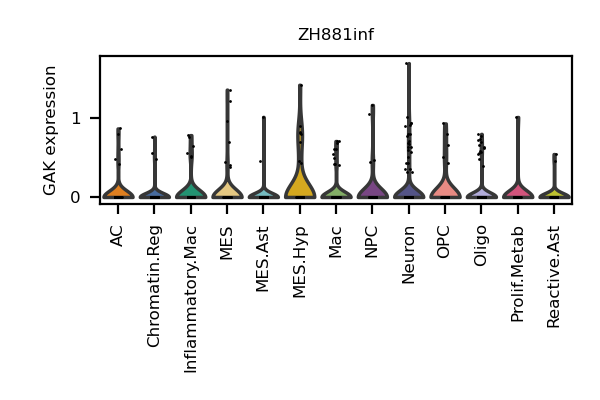 ZH881inf
GAK expression
1
0
AC
Chromatin.Reg
Inflammatory.Mac
MES
MES.Ast
MES.Hyp
Mac
NPC
Neuron
OPC
Oligo
Prolif.Metab
Reactive.Ast